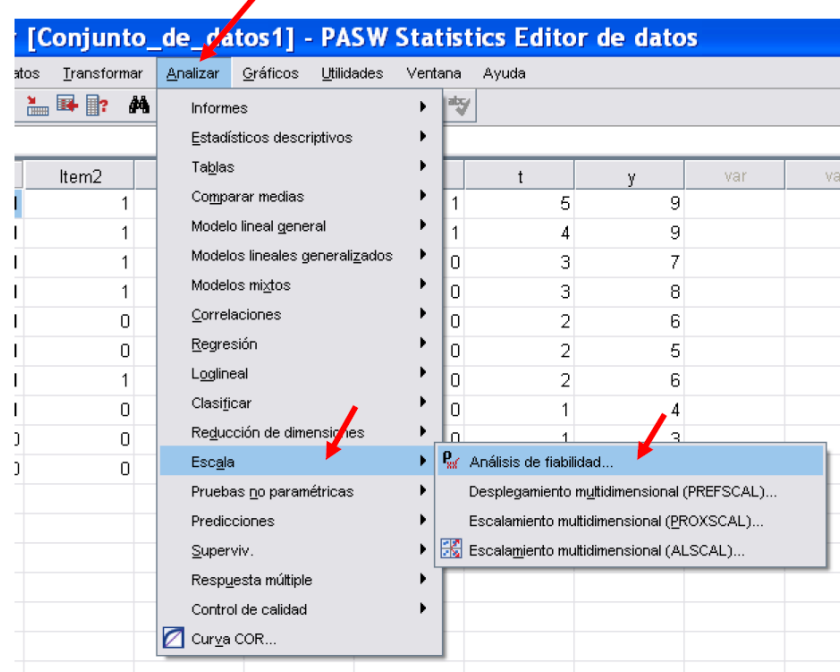 [Conjunto_de_datos1] - PASW Statistics Editor de datos
atos Transformar Analizar Gráficos Utilidades Ventana Ayuda
Informes
Estadísticos descriptivos
Tablas
Comparar medias
Modelo lineal general
Modelos lineales generalizados
Modelos mixtos
Correlaciones
Regresión
Loglineal
Clasificar
Reducción de dimensiones
Escala
Pruebas no paramétricas
Predicciones
Superviv.
Respuesta múltiple
Control de calidad
Curva COR...
Análisis de fiabilidad...
Desplegamiento multidimensional (PREFSCAL)...
Escalamiento multidimensional (PROXSCAL)...
Escalamiento multidimensional (ALSCAL)...
Item2 t y var va
1 1 5 9
1 1 4 9
1 0 3 7
1 0 3 8
0 0 2 6
0 0 2 5
1 0 2 6
0 0 1 4
0 0 1 3
0